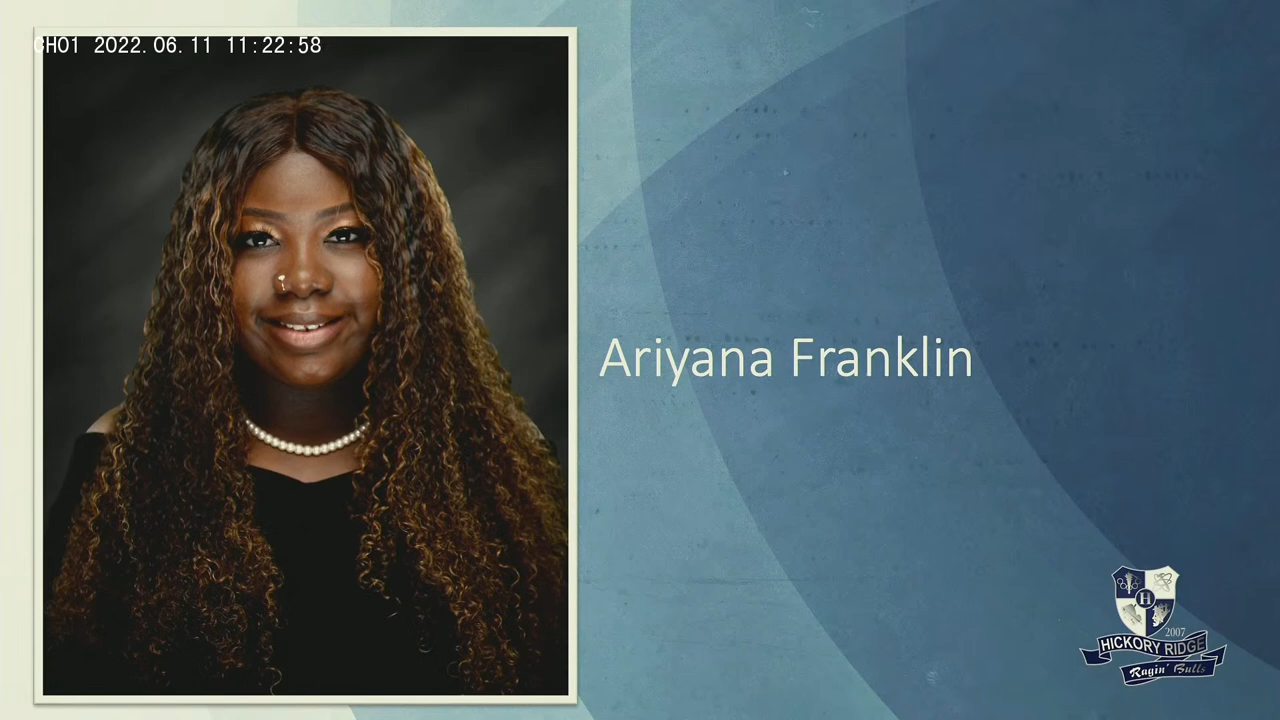 CH01 2022.06.11 11:22:58
Ariyana Franklin
H
2007
HICKORY RIDGE
Ragin' Bulls